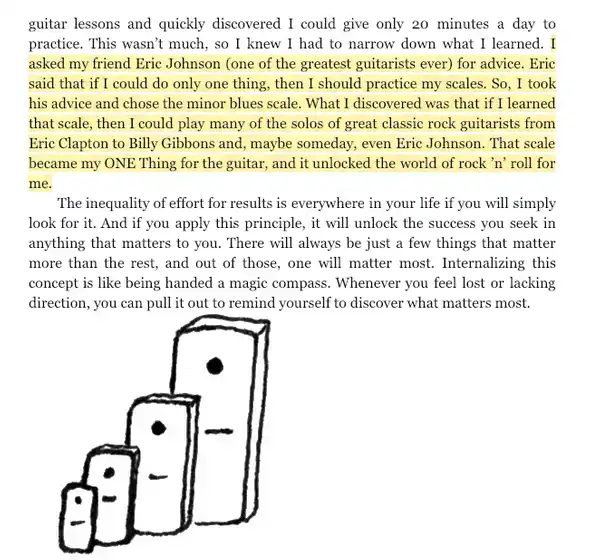 guitar lessons and quickly discovered I could give only 20 minutes a day to
practice. This wasn’t much, so I knew I had to narrow down what I learned. I
asked my friend Eric Johnson (one of the greatest guitarists ever) for advice. Eric
said that if I could do only one thing, then I should practice my scales. So, I took
his advice and chose the minor blues scale. What I discovered was that if I learned
that scale, then I could play many of the solos of great classic rock guitarists from
Eric Clapton to Billy Gibbons and, maybe someday, even Eric Johnson. That scale
became my ONE Thing for the guitar, and it unlocked the world of rock ’n’ roll for
me.
The inequality of effort for results is everywhere in your life if you will simply
look for it. And if you apply this principle, it will unlock the success you seek in
anything that matters to you. There will always be just a few things that matter
more than the rest, and out of those, one will matter most. Internalizing this
concept is like being handed a magic compass. Whenever you feel lost or lacking
direction, you can pull it out to remind yourself to discover what matters most.